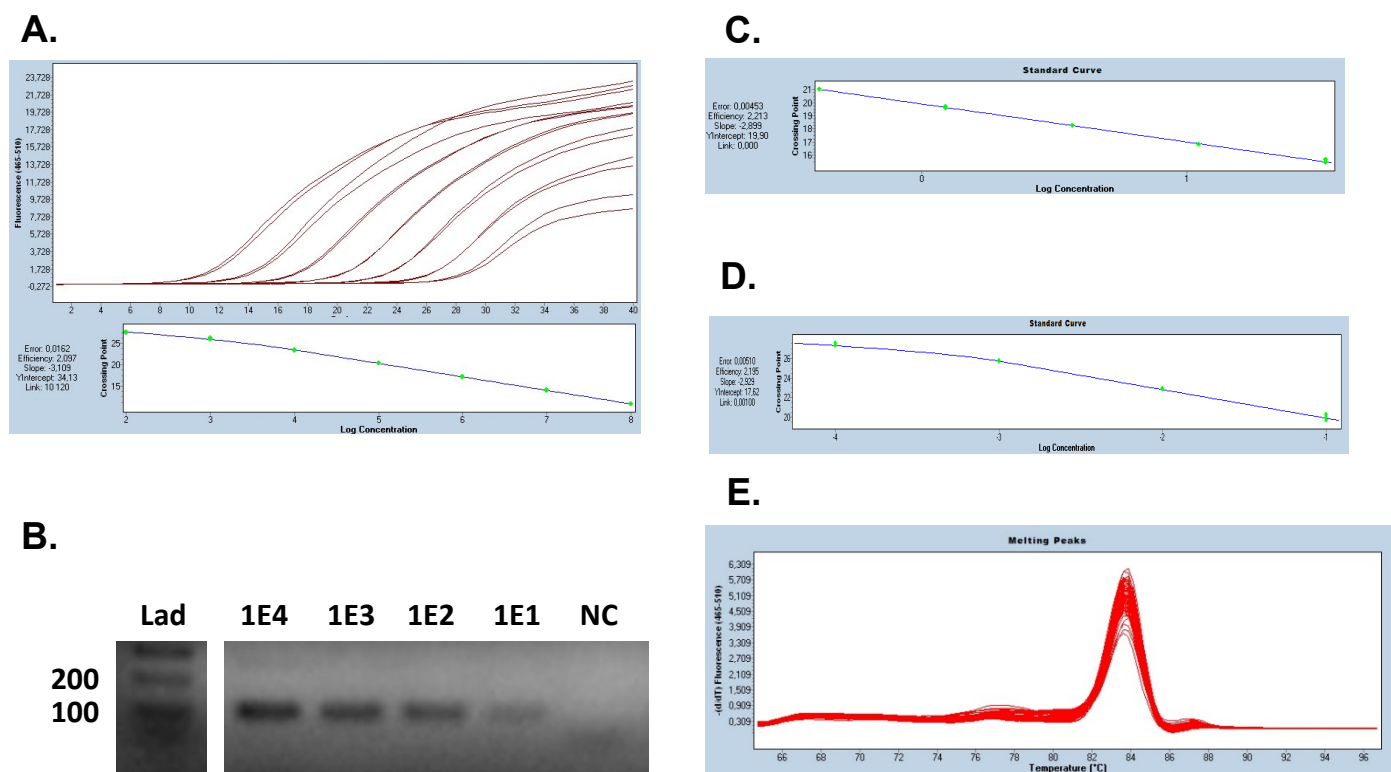 A.
23,728
21,728
19,728
17,728
15,728
13,728
11,728
9,728
7,728
5,728
3,728
1,728
-0,272
Fluorescence (465-510)
2 4 6 8 10 12 14 16 18 20 22 24 26 28 30 32 34 36 38 40
Error: 0,0162
Efficiency: 2,097
Slope: -3,109
YIntercept: 34,13
Link: 10 120
Crossing Point
25
15
2 3 4 5 6 7 8
Log Concentration
B.
Lad 1E4 1E3 1E2 1E1 NC
200
100
C.
Standard Curve
Error: 0,00453
Efficiency: 2,213
Slope: -2,899
YIntercept: 19,90
Link: 0,000
Crossing Point
21
20
19
18
17
16
0 1
Log Concentration
D.
Standard Curve
Error: 0,00510
Efficiency: 2,195
Slope: -2,929
YIntercept: 17,62
Link: 0,00100
Crossing Point
26
24
22
20
-4 -3 -2 -1
Log Concentration
E.
Melting Peaks
6,309
5,709
5,109
4,509
3,909
3,309
2,709
2,109
1,509
0,909
0,309
-(d/dT) Fluorescence (465-510)
66 68 70 72 74 76 78 80 82 84 86 88 90 92 94 96
Temperature (°C)